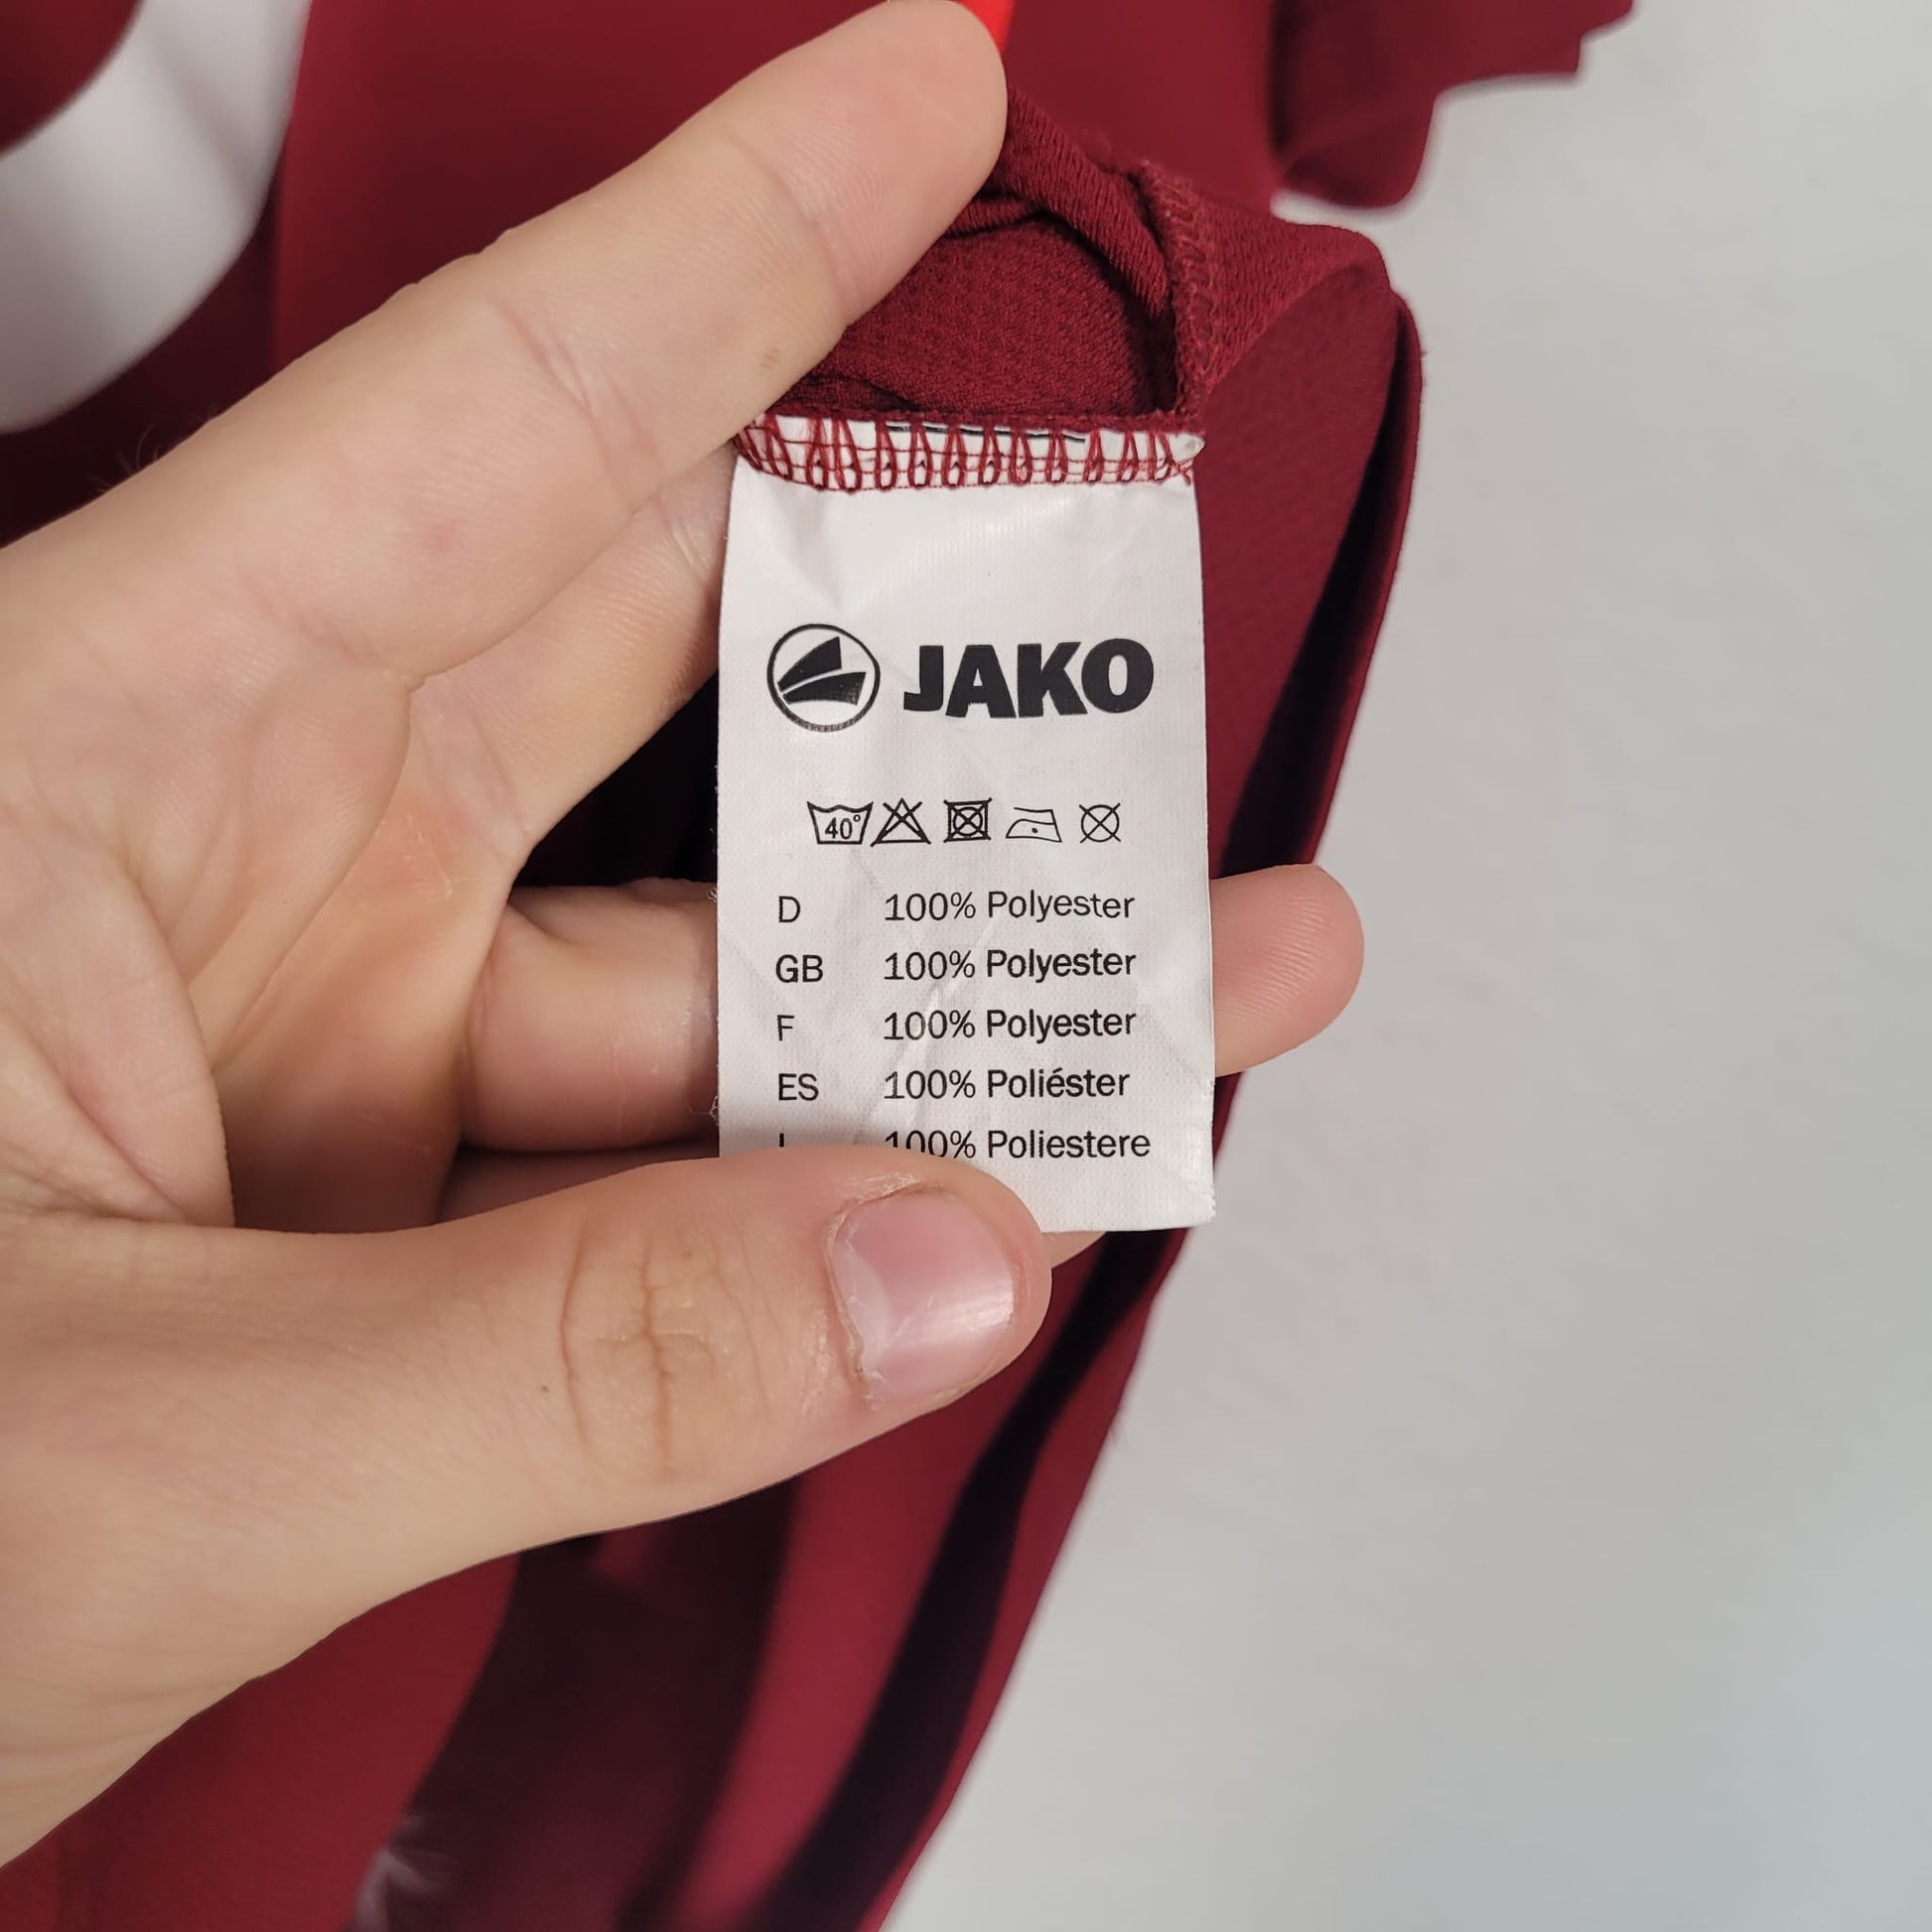 JAKO
40°
D 100% Polyester
GB 100% Polyester
F 100% Polyester
ES 100% Poliéster
I 100% Poliestere